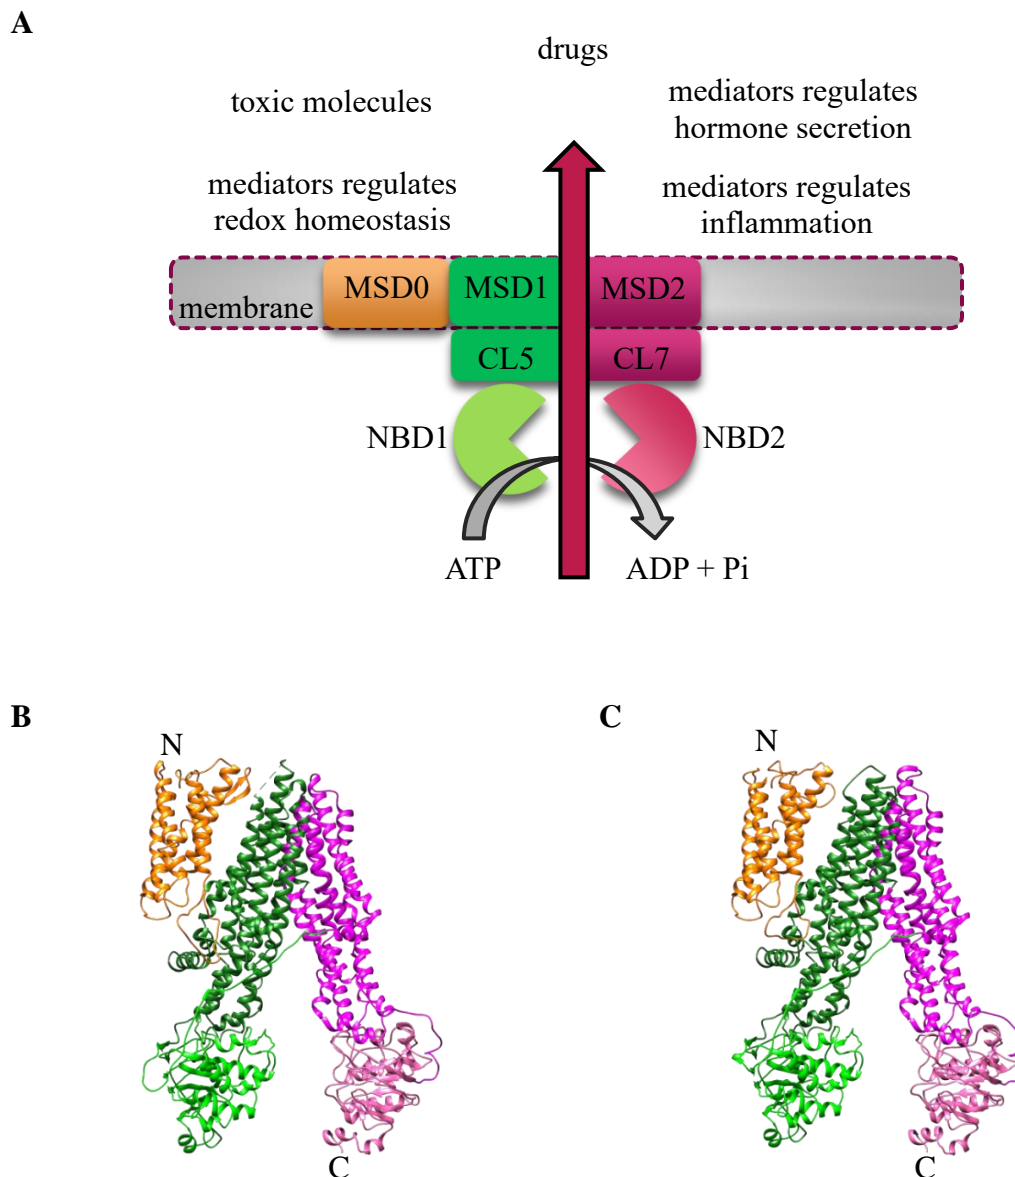 A
drugs
toxic molecules
mediators regulates
hormone secretion
mediators regulates
redox homeostasis
mediators regulates
inflammation
membrane
MSD0
MSD1
MSD2
CL5
CL7
NBD1
NBD2
ATP
ADP + Pi
B
N
C
C
N
C